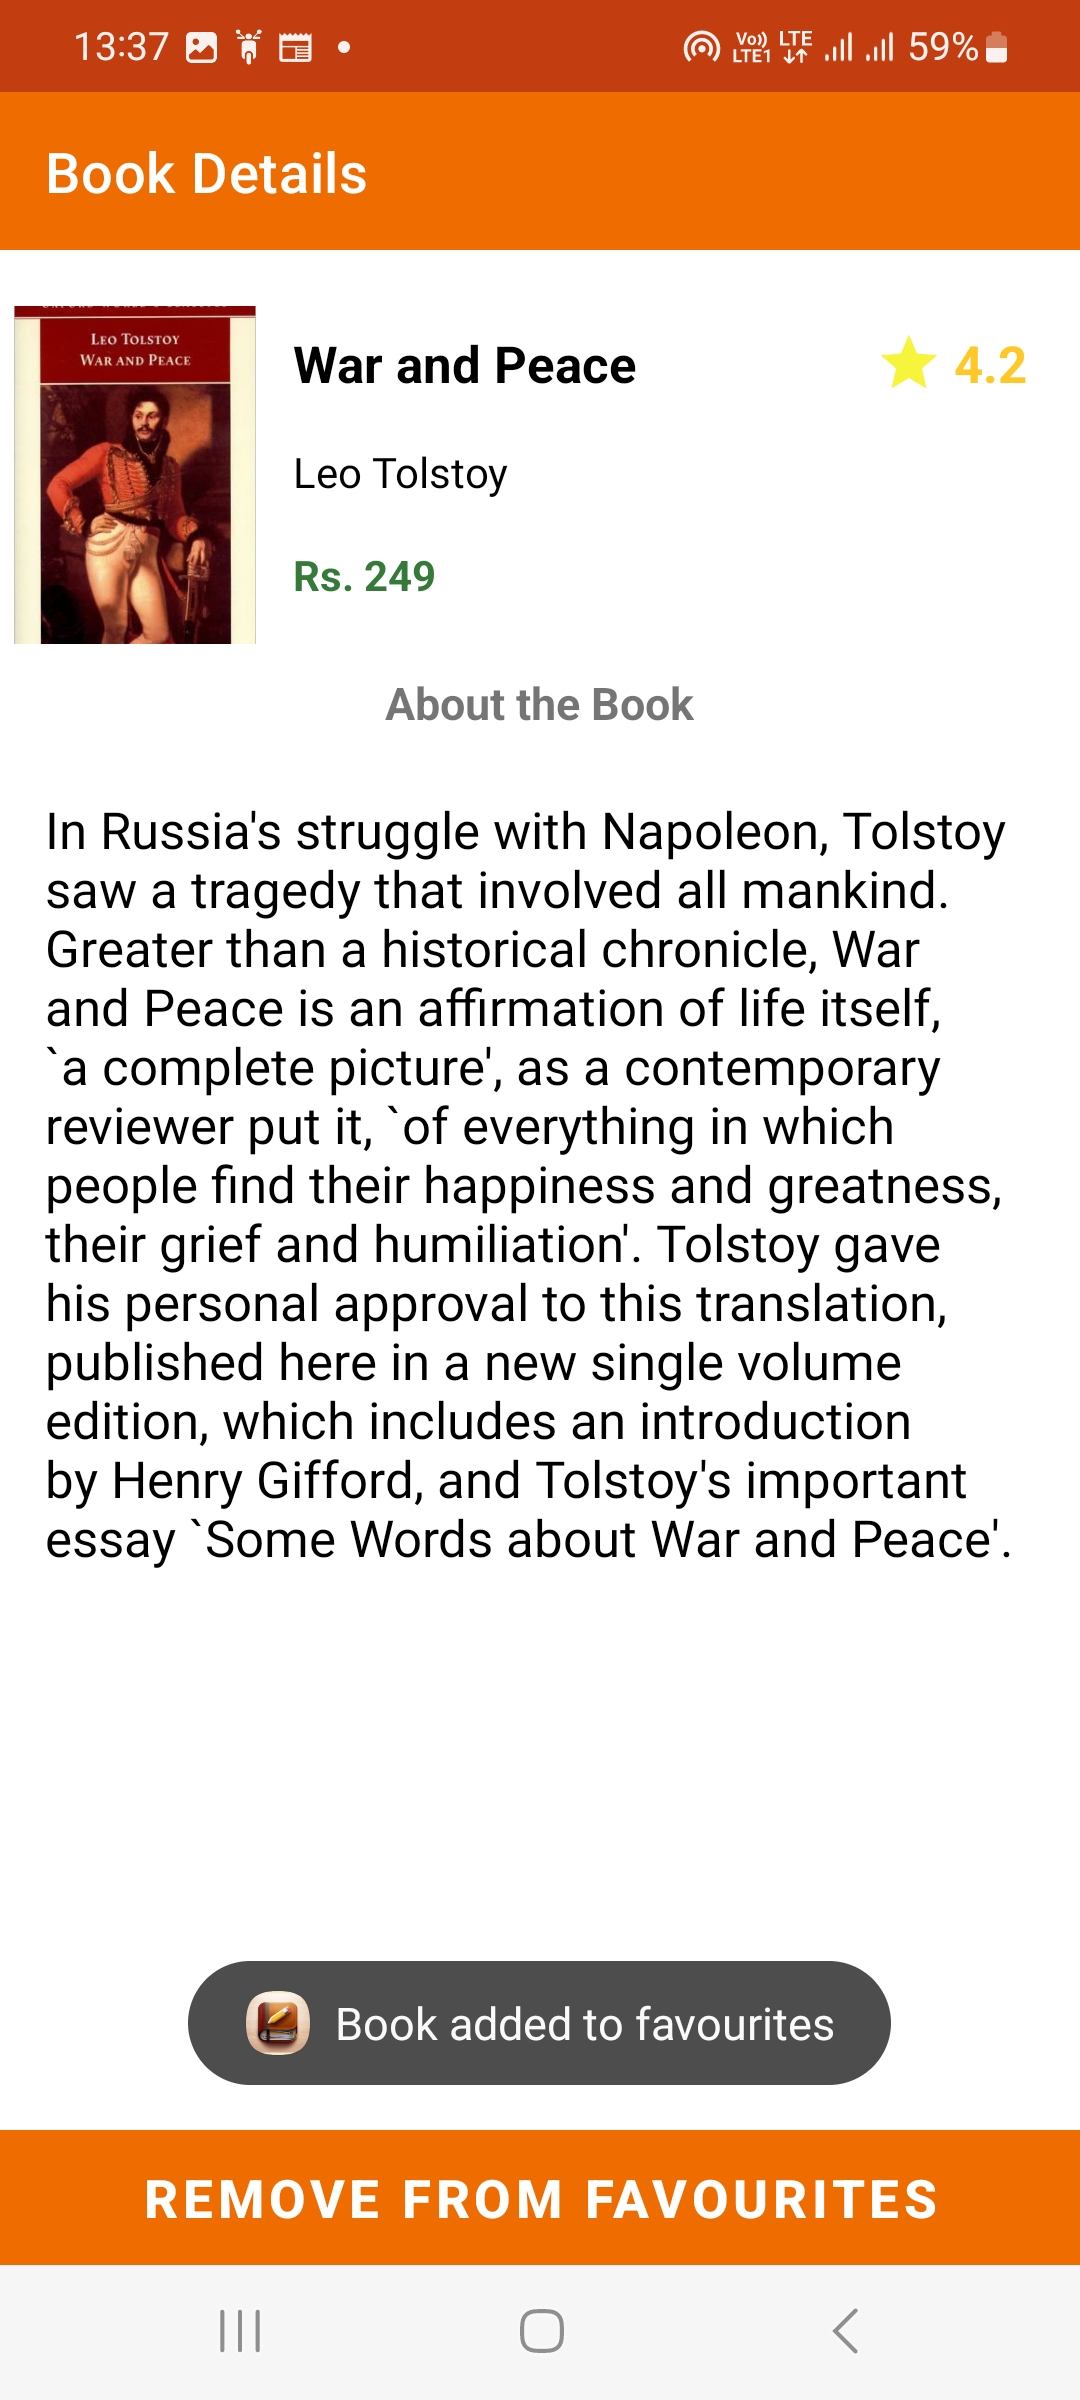 13:37
Vo)) LTE 59%
LTE1
Book Details
LEO TOLSTOY
WAR AND PEACE
War and Peace
4.2
Leo Tolstoy
Rs. 249
About the Book
In Russia's struggle with Napoleon, Tolstoy
saw a tragedy that involved all mankind.
Greater than a historical chronicle, War
and Peace is an affirmation of life itself,
`a complete picture', as a contemporary
reviewer put it, `of everything in which
people find their happiness and greatness,
their grief and humiliation'. Tolstoy gave
his personal approval to this translation,
published here in a new single volume
edition, which includes an introduction
by Henry Gifford, and Tolstoy's important
essay `Some Words about War and Peace'.
Book added to favourites
REMOVE FROM FAVOURITES